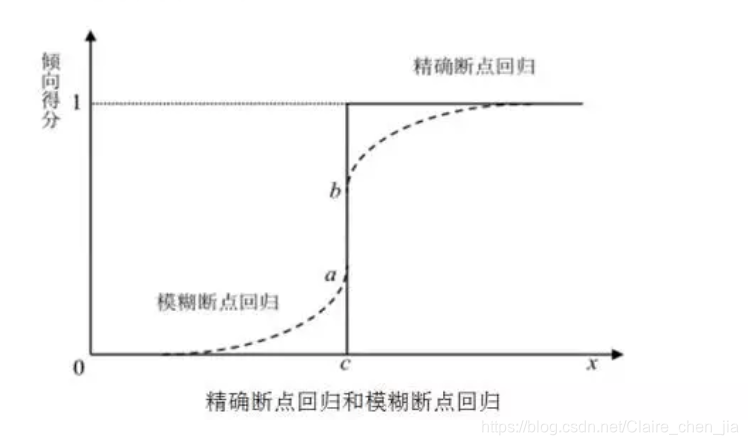 倾向得分
精确断点回归
1
b
a
模糊断点回归
0
c
x
精确断点回归和模糊断点回归
https://blog.csdn.net/Claire_chen_jia